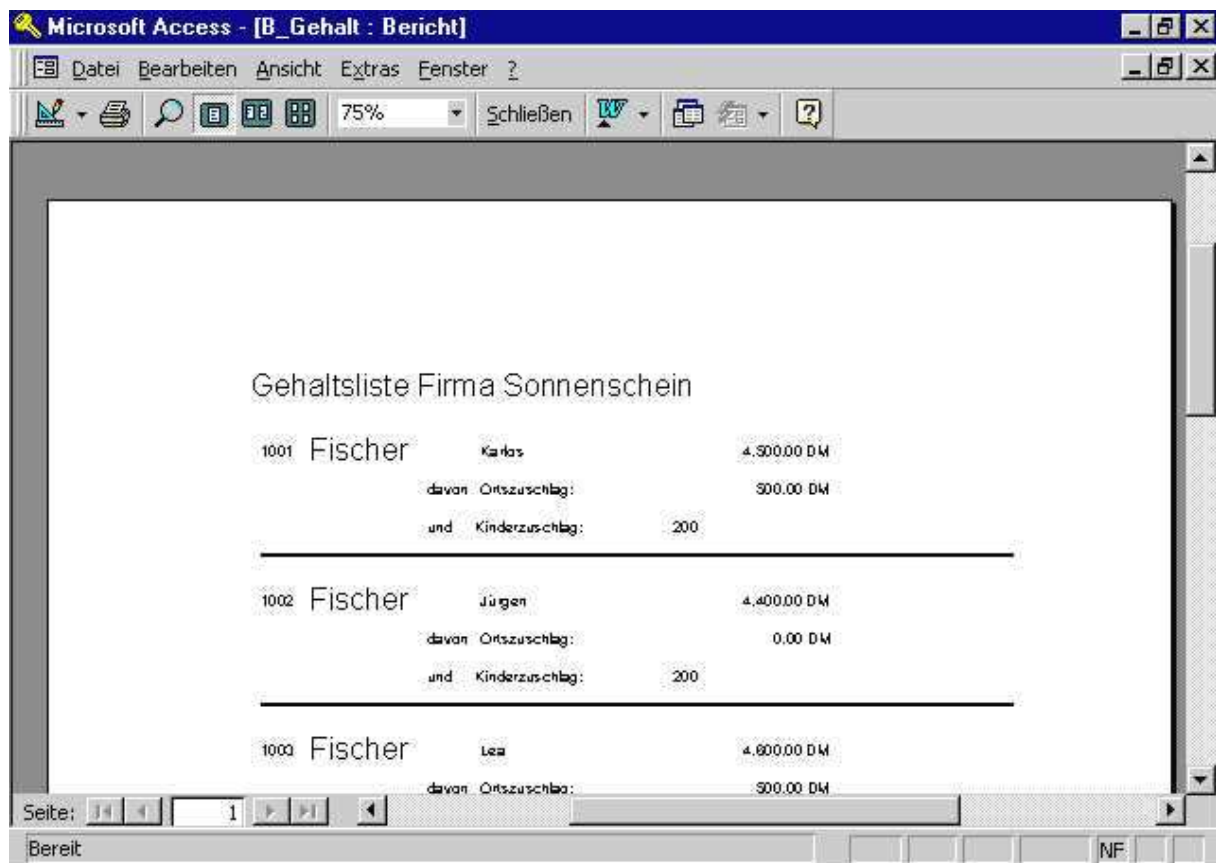 Microsoft Access - [B_Gehalt : Bericht]
Datei Bearbeiten Ansicht Extras Fenster ?
75% Schließen
Gehaltsliste Firma Sonnenschein
1001 Fischer Karlos 4.500,00 DM
davon Ortszuschlag: 500,00 DM
und Kinderzuschlag: 200
1002 Fischer Jürgen 4.400,00 DM
davon Ortszuschlag: 0,00 DM
und Kinderzuschlag: 200
1003 Fischer Lea 4.600,00 DM
davon Ortszuschlag: 500,00 DM
Seite: 1
Bereit NF